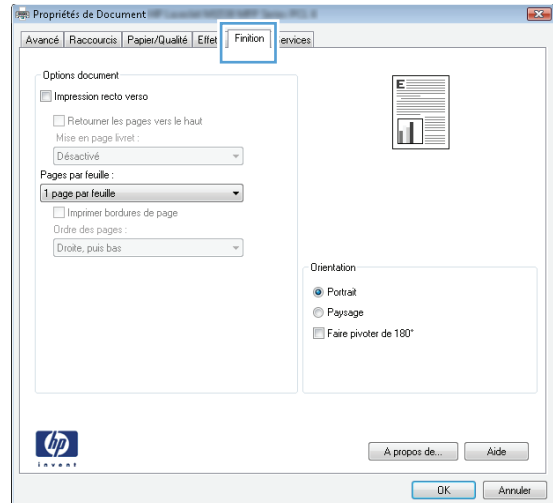 Propriétés de Document
Avancé Raccourcis Papier/Qualité Effet Finition ervices
Options document
Impression recto verso
Retourner les pages vers le haut
Mise en page livret :
Désactivé
Pages par feuille :
1 page par feuille
Imprimer bordures de page
Ordre des pages :
Droite, puis bas
E
Orientation
Portrait
Paysage
Faire pivoter de 180°
hp
invent
A propos de... Aide
OK Annuler